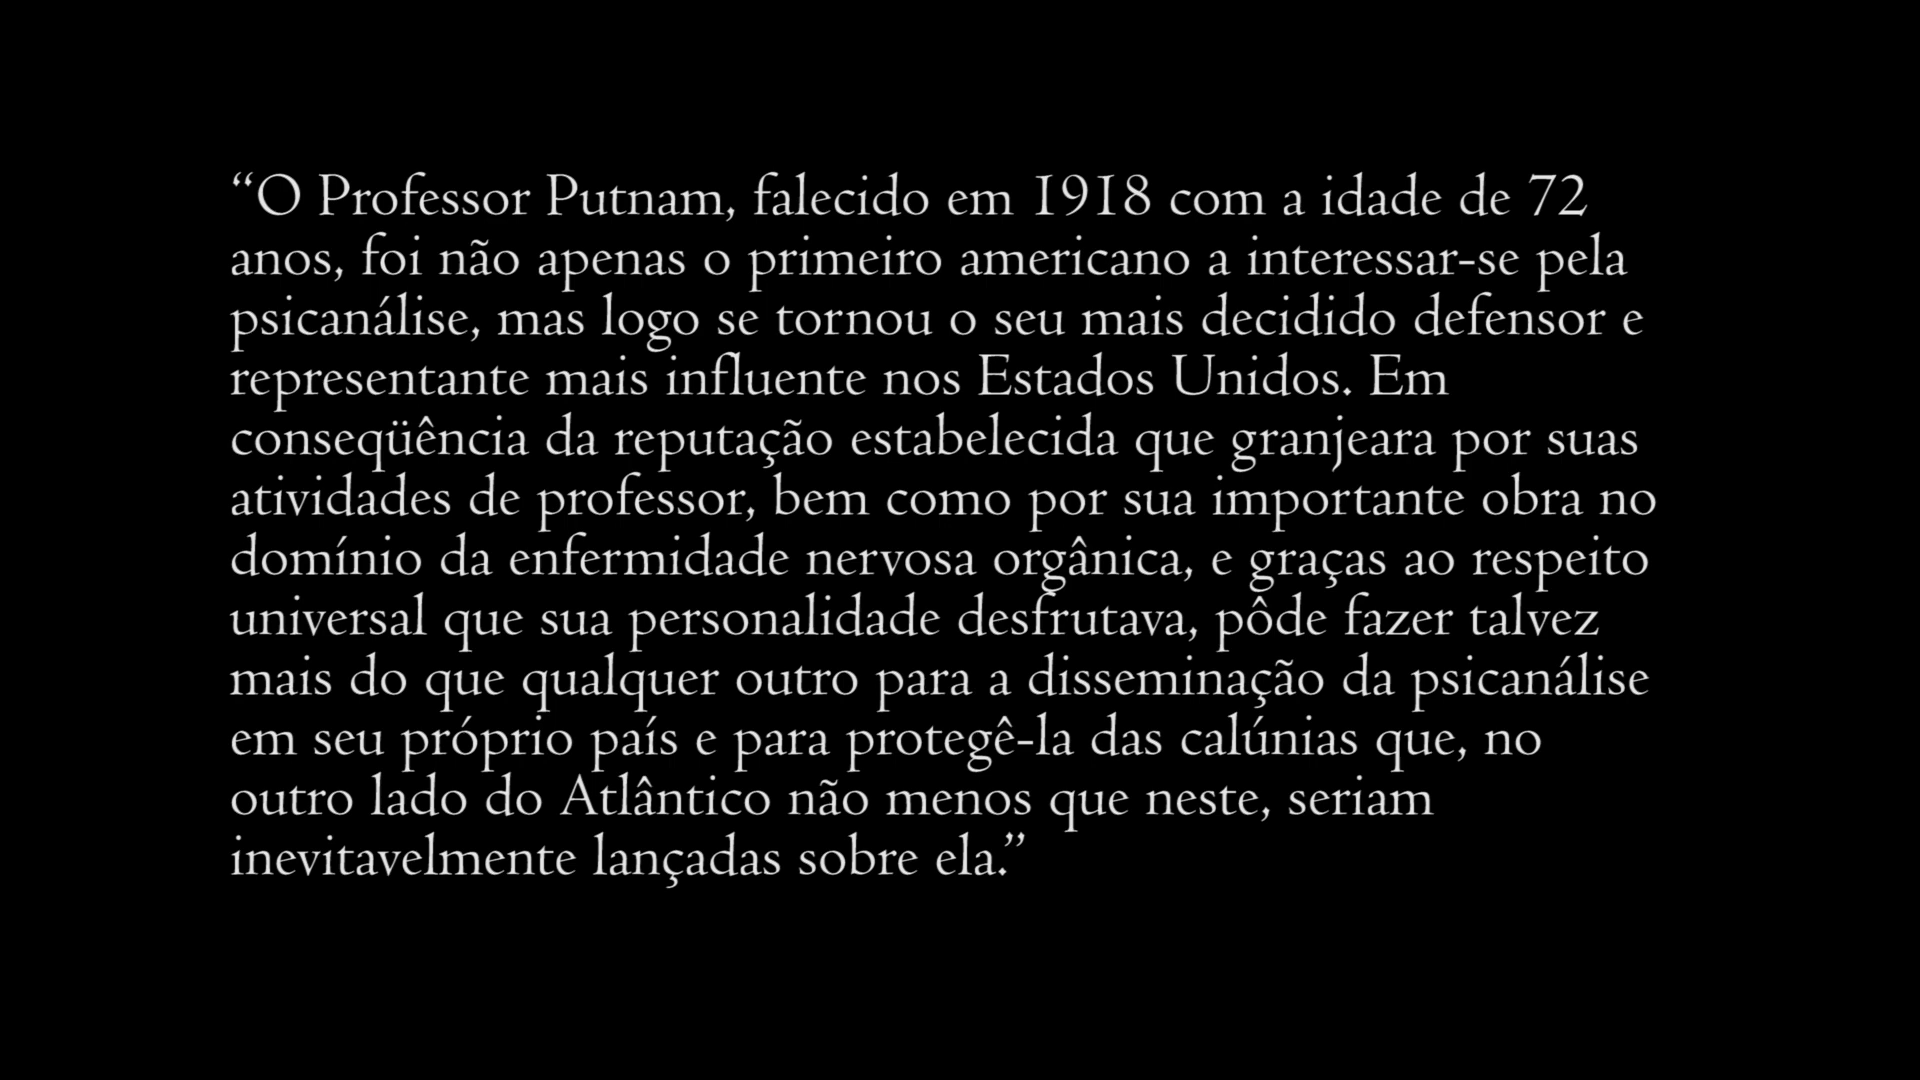 “O Professor Putnam, falecido em 1918 com a idade de 72
anos, foi não apenas o primeiro americano a interessar-se pela
psicanálise, mas logo se tornou o seu mais decidido defensor e
representante mais influente nos Estados Unidos. Em
conseqüência da reputação estabelecida que granjeara por suas
atividades de professor, bem como por sua importante obra no
domínio da enfermidade nervosa orgânica, e graças ao respeito
universal que sua personalidade desfrutava, pôde fazer talvez
mais do que qualquer outro para a disseminação da psicanálise
em seu próprio país e para protegê-la das calúnias que, no
outro lado do Atlântico não menos que neste, seriam
inevitavelmente lançadas sobre ela.”